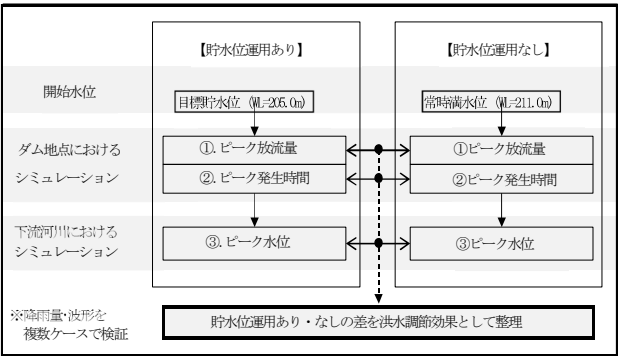 【貯水位運用あり】
【貯水位運用なし】
開始水位
目標貯水位 (WL=205.0m)
常時満水位 (WL=211.0m)
ダム地点における
シミュレーション
①.ピーク放流量
①ピーク放流量
②.ピーク発生時間
②ピーク発生時間
下流河川における
シミュレーション
③.ピーク水位
③ピーク水位
※降雨量・波形を
複数ケースで検証
貯水位運用あり・なしの差を洪水調節効果として整理